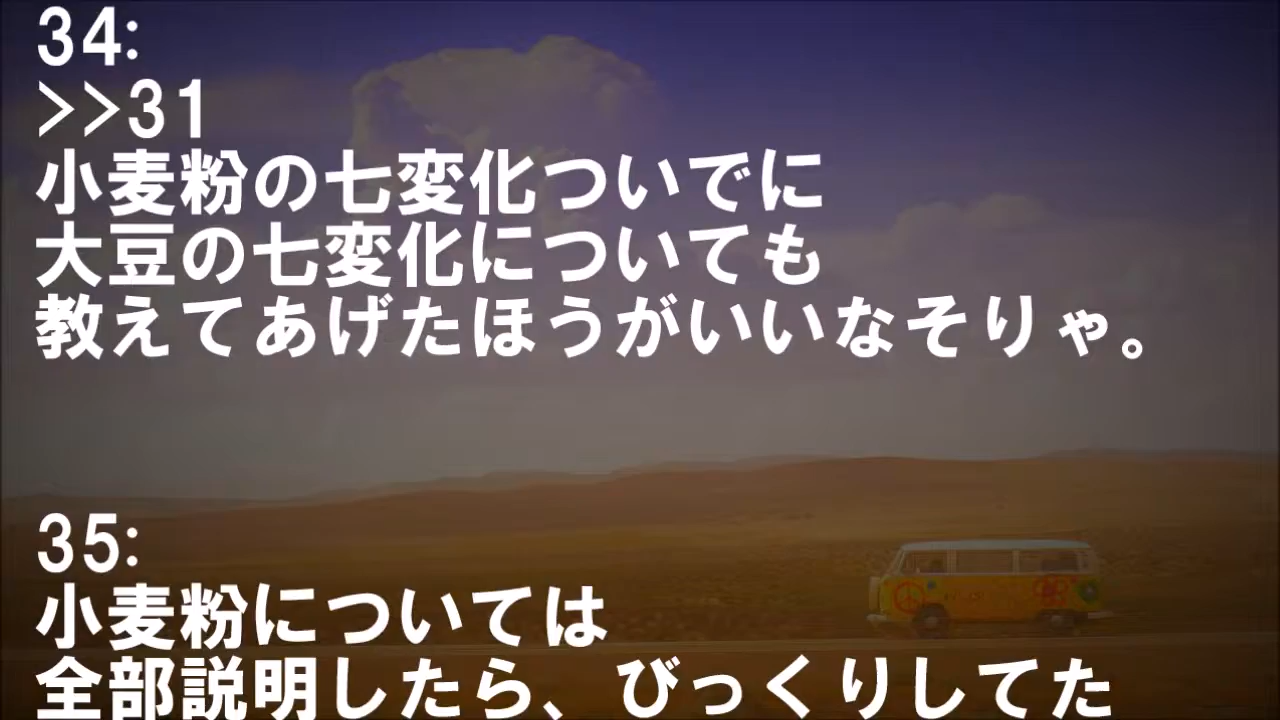 34:
>>31
小麦粉の七変化ついでに
大豆の七変化についても
教えてあげたほうがいいなそりゃ。
35:
小麦粉については
全部説明したら、びっくりしてた